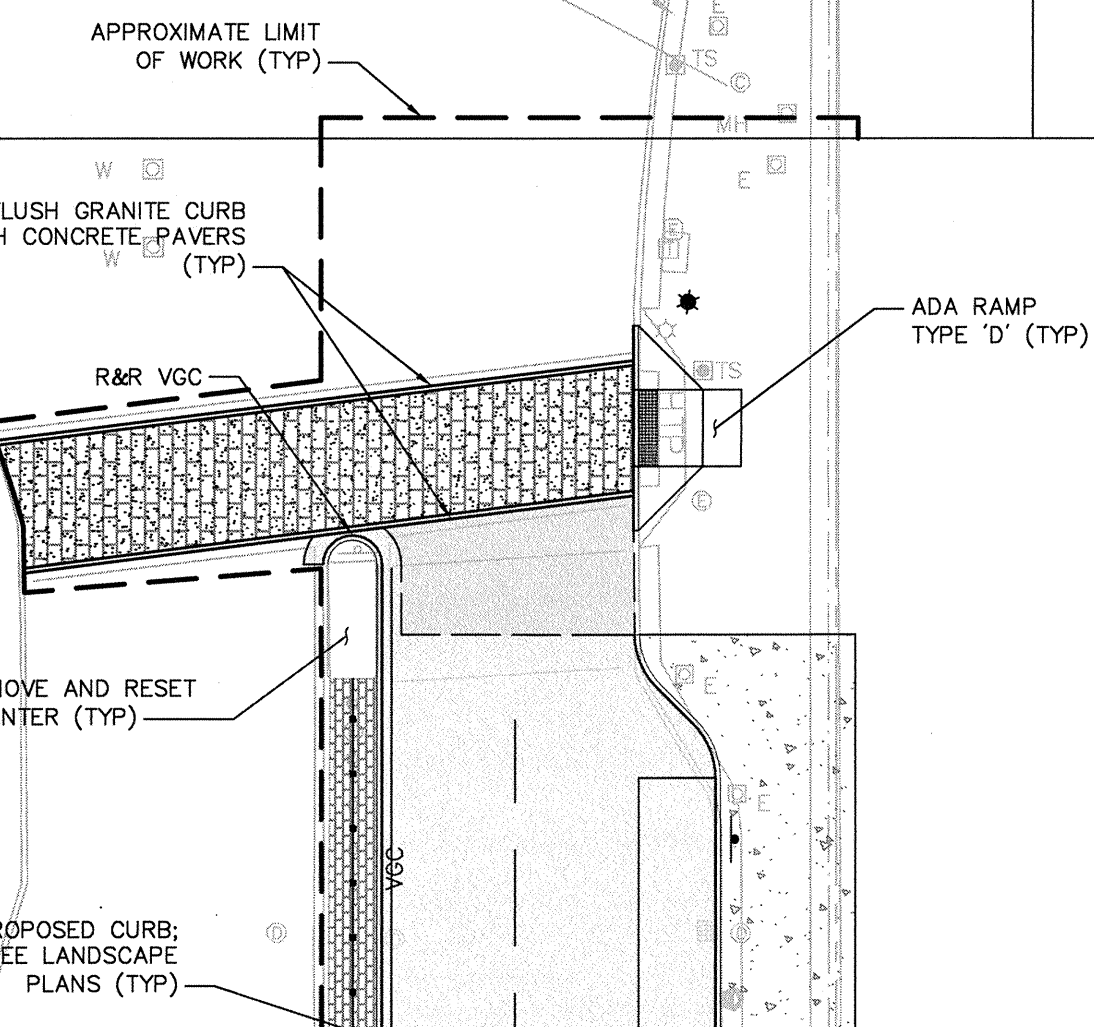 APPROXIMATE LIMIT
OF WORK (TYP)
E
TS
C
MH
E
W
W
LUSH GRANITE CURB
H CONCRETE PAVERS
(TYP)
E
ADA RAMP
TYPE 'D' (TYP)
R&R VGC
TS
E
OVE AND RESET
NTER (TYP)
E
E
VGC
ROPOSED CURB;
EE LANDSCAPE
PLANS (TYP)
D
D